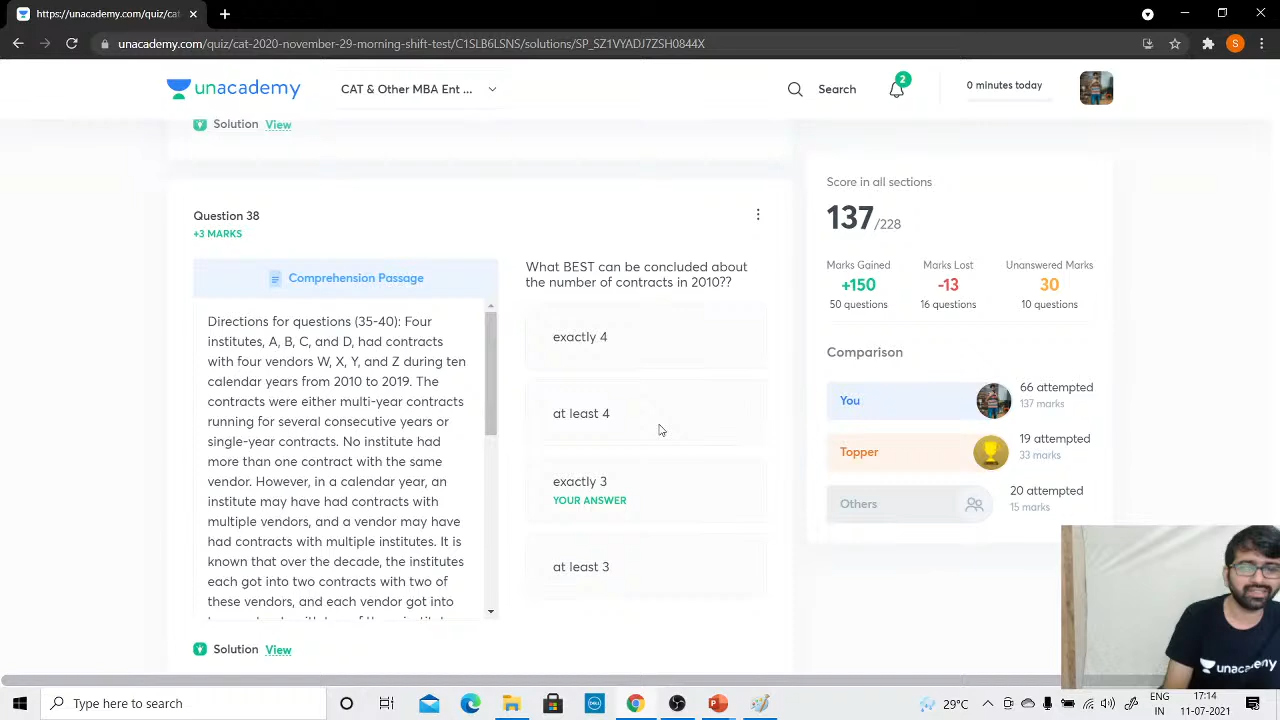 https://unacademy.com/quiz/cat
unacademy.com/quiz/cat-2020-november-29-morning-shift-test/C1SLB6LSNS/solutions/SP_SZ1VYADJ7ZSH0844X
S
unacademy
CAT & Other MBA Ent ...
Search
2
0 minutes today
Solution View
Question 38
+3 MARKS
Comprehension Passage
Directions for questions (35-40): Four
institutes, A, B, C, and D, had contracts
with four vendors W, X, Y, and Z during ten
calendar years from 2010 to 2019. The
contracts were either multi-year contracts
running for several consecutive years or
single-year contracts. No institute had
more than one contract with the same
vendor. However, in a calendar year, an
institute may have had contracts with
multiple vendors, and a vendor may have
had contracts with multiple institutes. It is
known that over the decade, the institutes
each got into two contracts with two of
these vendors, and each vendor got into
What BEST can be concluded about
the number of contracts in 2010??
exactly 4
at least 4
exactly 3
YOUR ANSWER
at least 3
Solution View
Score in all sections
137/228
Marks Gained
+150
50 questions
Marks Lost
-13
16 questions
Unanswered Marks
30
10 questions
Comparison
You
66 attempted
137 marks
Topper
19 attempted
33 marks
Others
20 attempted
15 marks
unacademy
Type here to search
29°C
ENG
IN
17:14
11-07-2021